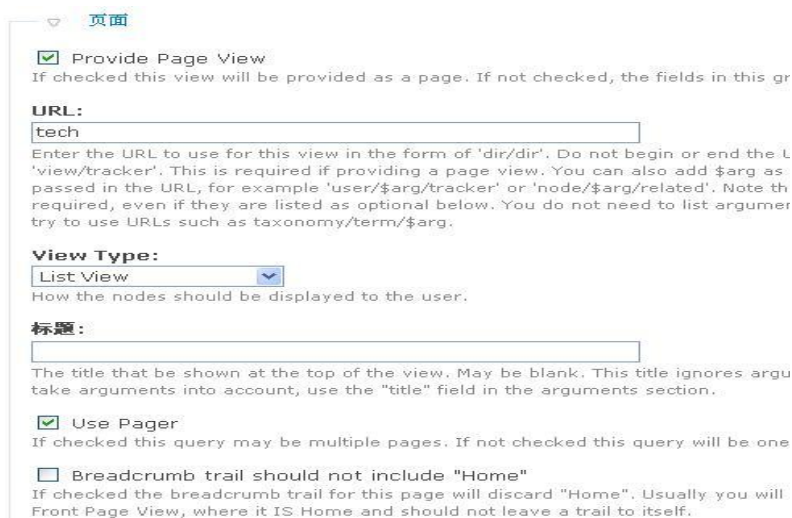 页面
Provide Page View
If checked this view will be provided as a page. If not checked, the fields in this gr
URL:
tech
Enter the URL to use for this view in the form of 'dir/dir'. Do not begin or end the U
'view/tracker'. This is required if providing a page view. You can also add $arg as
passed in the URL, for example 'user/$arg/tracker' or 'node/$arg/related'. Note th
required, even if they are listed as optional below. You do not need to list argumen
try to use URLs such as taxonomy/term/$arg.
View Type:
List View
How the nodes should be displayed to the user.
标题:
The title that be shown at the top of the view. May be blank. This title ignores argu
take arguments into account, use the "title" field in the arguments section.
Use Pager
If checked this query may be multiple pages. If not checked this query will be one
Breadcrumb trail should not include "Home"
If checked the breadcrumb trail for this page will discard "Home". Usually you will
Front Page View, where it IS Home and should not leave a trail to itself.